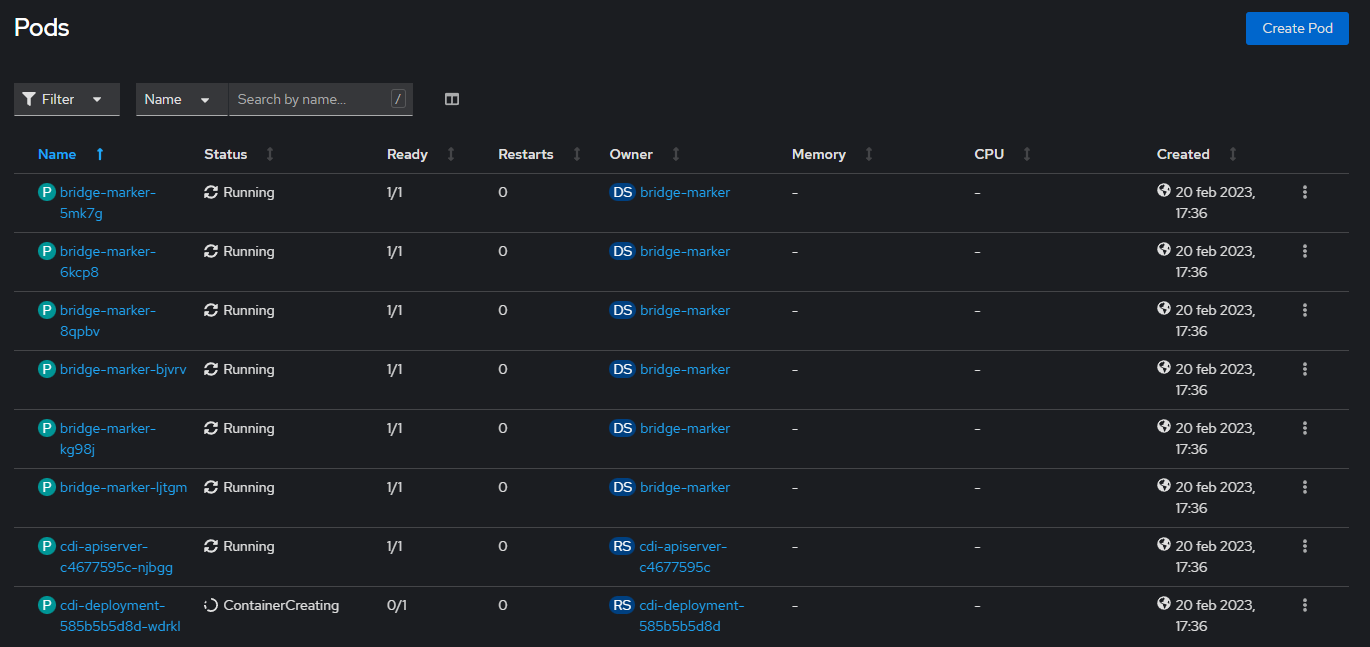 Pods
Create Pod
Filter
Name
Search by name...
/
Name Status Ready Restarts Owner Memory CPU Created
P bridge-marker- Running 1/1 0 DS bridge-marker - - 20 feb 2023,
5mk7g 17:36
P bridge-marker- Running 1/1 0 DS bridge-marker - - 20 feb 2023,
6kcp8 17:36
P bridge-marker- Running 1/1 0 DS bridge-marker - - 20 feb 2023,
8qpbv 17:36
P bridge-marker-bjvrv Running 1/1 0 DS bridge-marker - - 20 feb 2023,
17:36
P bridge-marker- Running 1/1 0 DS bridge-marker - - 20 feb 2023,
kg98j 17:36
P bridge-marker-ljtgm Running 1/1 0 DS bridge-marker - - 20 feb 2023,
17:36
P cdi-apiserver- Running 1/1 0 RS cdi-apiserver- - - 20 feb 2023,
c4677595c-njbgg c4677595c 17:36
P cdi-deployment- ContainerCreating 0/1 0 RS cdi-deployment- - - 20 feb 2023,
585b5b5d8d-wdrkl 585b5b5d8d 17:36